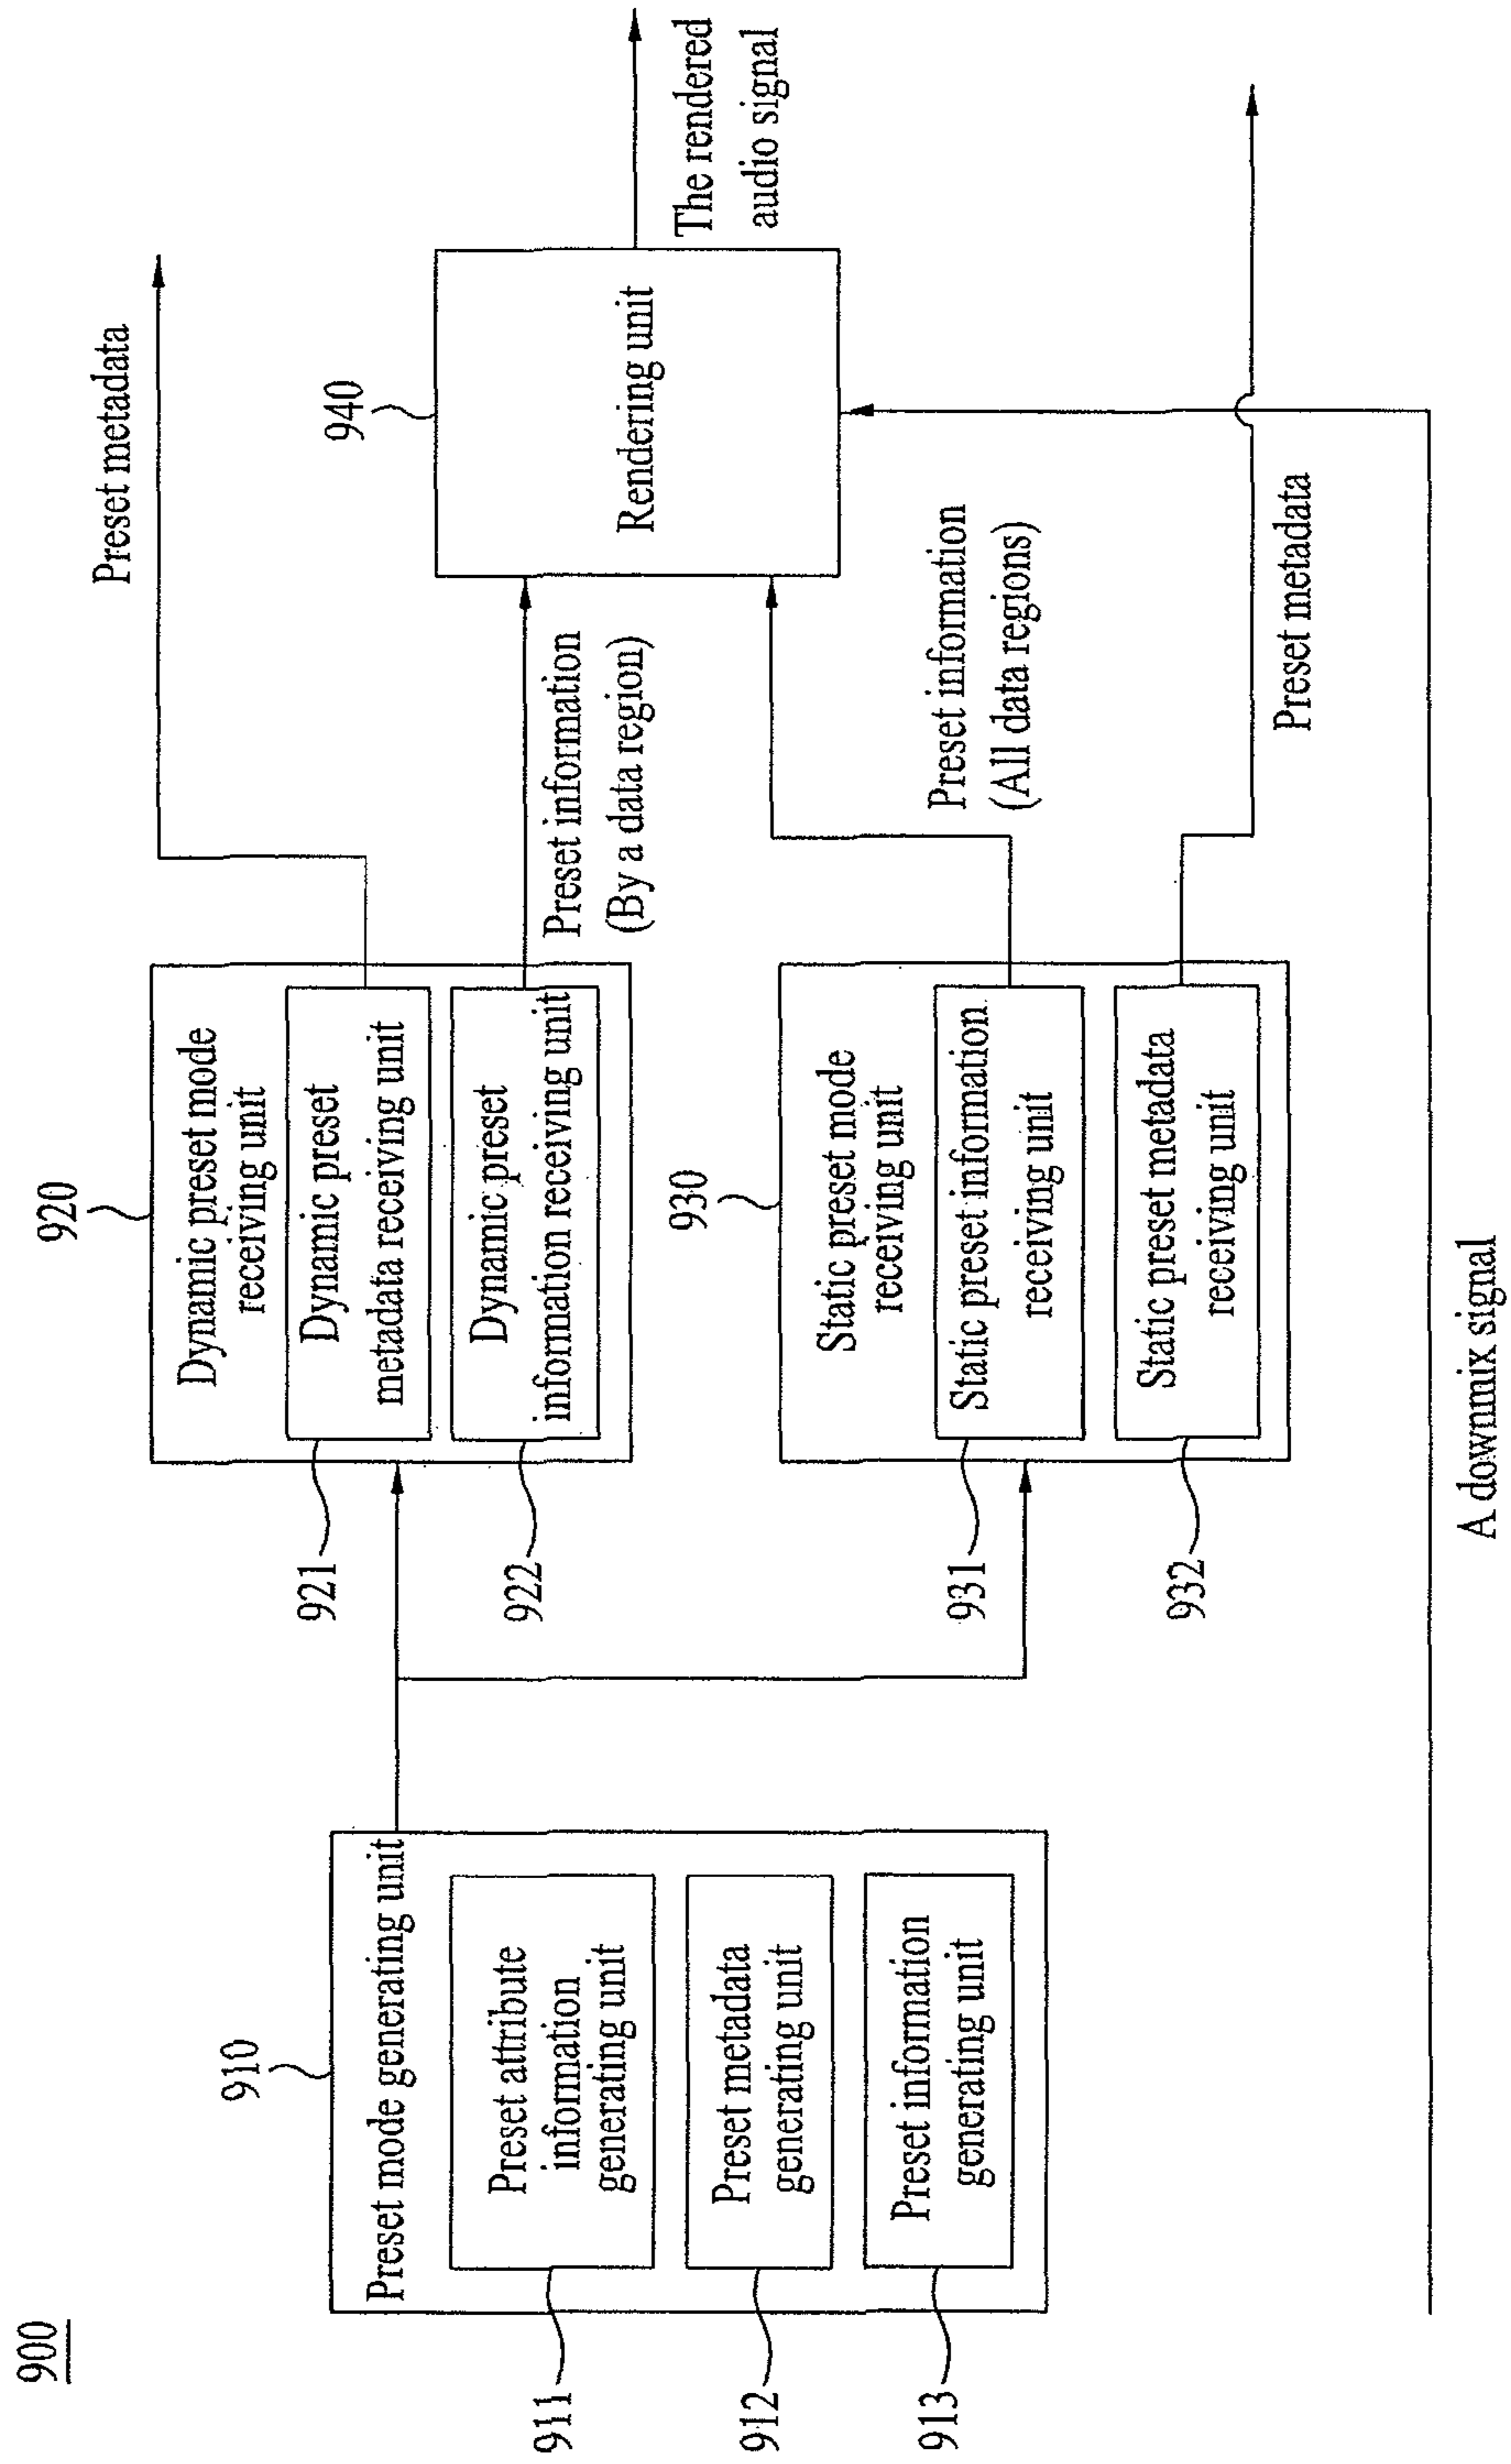 900
910
Preset mode generating unit
911
Preset attribute
information
generating unit
912
Preset metadata
generating unit
913
Preset information
generating unit
920
Dynamic preset mode
receiving unit
921
Dynamic preset
metadata receiving unit
922
Dynamic preset
information receiving unit
930
Static preset mode
receiving unit
931
Static preset information
receiving unit
932
Static preset metadata
receiving unit
Preset metadata
Preset information
(By a data region)
Preset information
(All data regions)
Preset metadata
940
Rendering unit
The rendered
audio signal
A downmix signal